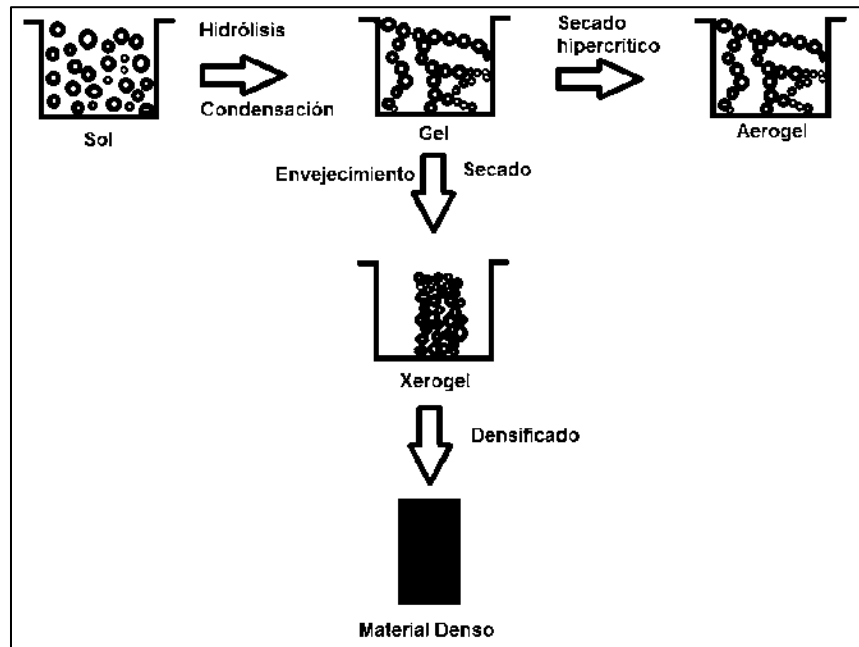 Hidrólisis
Condensación
Secado
hipercrítico
Sol
Gel
Aerogel
Envejecimiento
Secado
Xerogel
Densificado
Material Denso